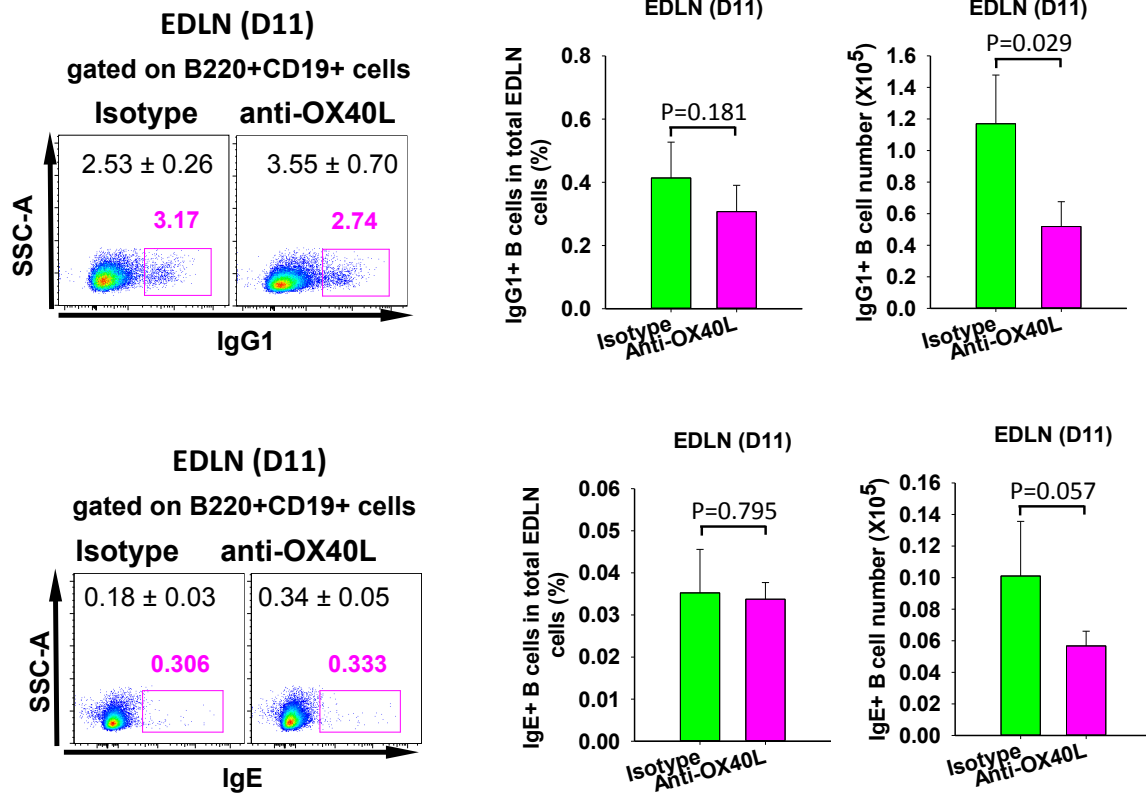 EDLN (D11)
gated on B220+CD19+ cells
Isotype anti-OX40L
2.53 ± 0.26 3.55 ± 0.70
3.17 2.74
SSC-A
IgG1
EDLN (D11)
IgG1+ B cells in total EDLN
cells (%)
0.8
0.6
0.4
0.2
0.0
P=0.181
Isotype
Anti-OX40L
EDLN (D11)
IgG1+ B cell number (X10⁵)
1.6
1.4
1.2
1.0
0.8
0.6
0.4
0.2
0.0
P=0.029
Isotype
Anti-OX40L
EDLN (D11)
gated on B220+CD19+ cells
Isotype anti-OX40L
0.18 ± 0.03 0.34 ± 0.05
0.306 0.333
SSC-A
IgE
EDLN (D11)
IgE+ B cells in total EDLN
cells (%)
0.06
0.05
0.04
0.03
0.02
0.01
0.00
P=0.795
Isotype
Anti-OX40L
EDLN (D11)
IgE+ B cell number (X10⁵)
0.16
0.14
0.12
0.10
0.08
0.06
0.04
0.02
0.00
P=0.057
Isotype
Anti-OX40L